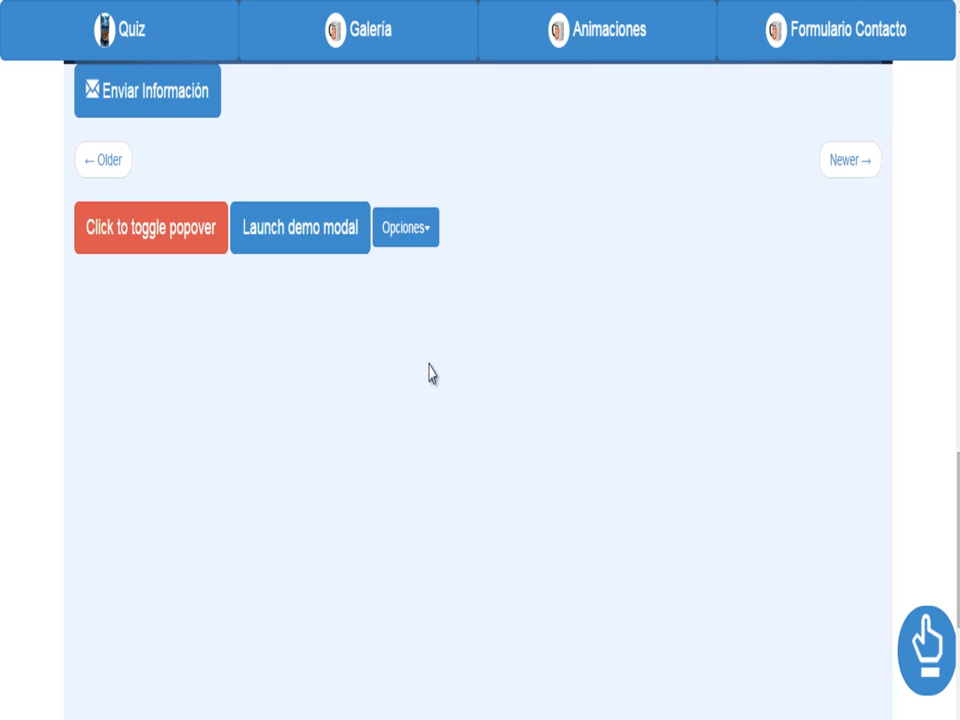 Quiz
Galería
Animaciones
Formulario Contacto
Enviar Información
← Older
Newer →
Click to toggle popover
Launch demo modal
Opciones▾